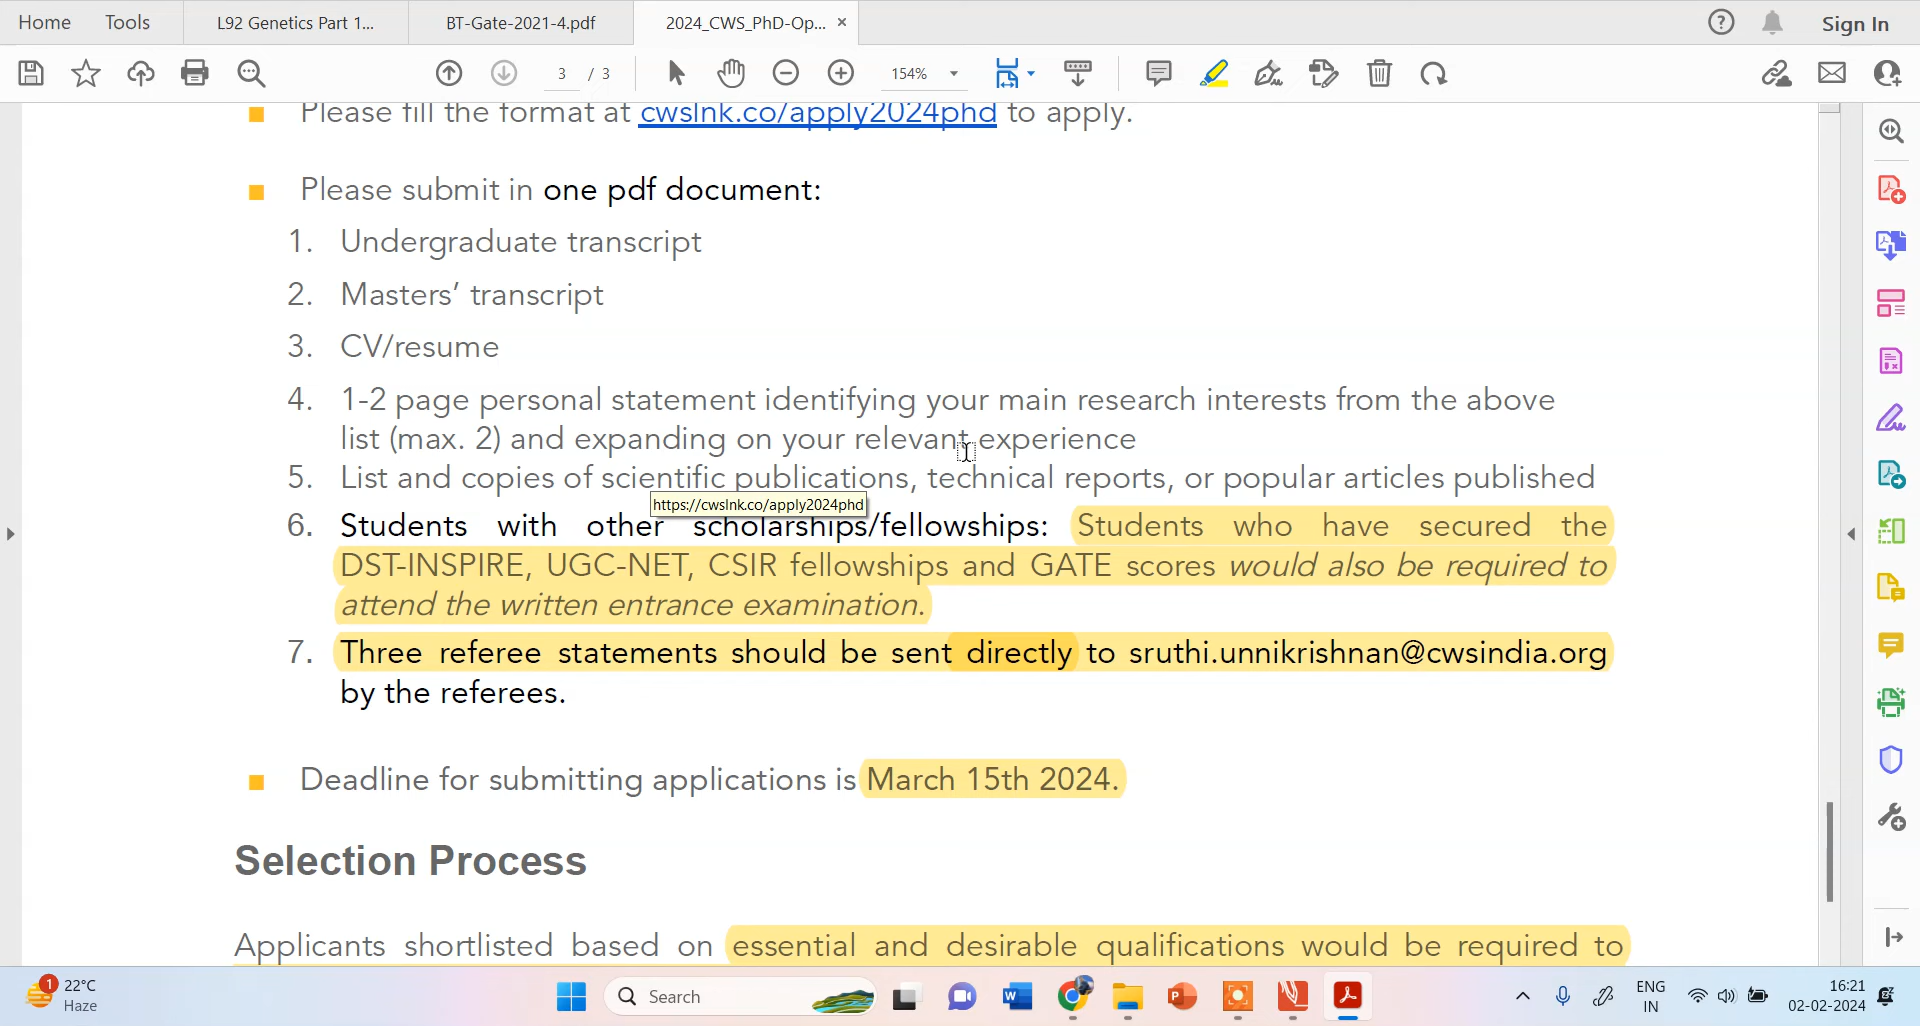 Home Tools L92 Genetics Part 1... BT-Gate-2021-4.pdf 2024_CWS_PhD-Op... × Sign In
3 / 3 154%
Please fill the format at cwslnk.co/apply2024phd to apply.
Please submit in one pdf document:
1. Undergraduate transcript
2. Masters’ transcript
3. CV/resume
4. 1-2 page personal statement identifying your main research interests from the above
list (max. 2) and expanding on your relevant experience
5. List and copies of scientific publications, technical reports, or popular articles published
https://cwslnk.co/apply2024phd
6. Students with other scholarships/fellowships: Students who have secured the
DST-INSPIRE, UGC-NET, CSIR fellowships and GATE scores would also be required to
attend the written entrance examination.
7. Three referee statements should be sent directly to sruthi.unnikrishnan@cwsindia.org
by the referees.
Deadline for submitting applications is March 15th 2024.
Selection Process
Applicants shortlisted based on essential and desirable qualifications would be required to
1 22°C
Haze
Search
ENG
IN
16:21
02-02-2024